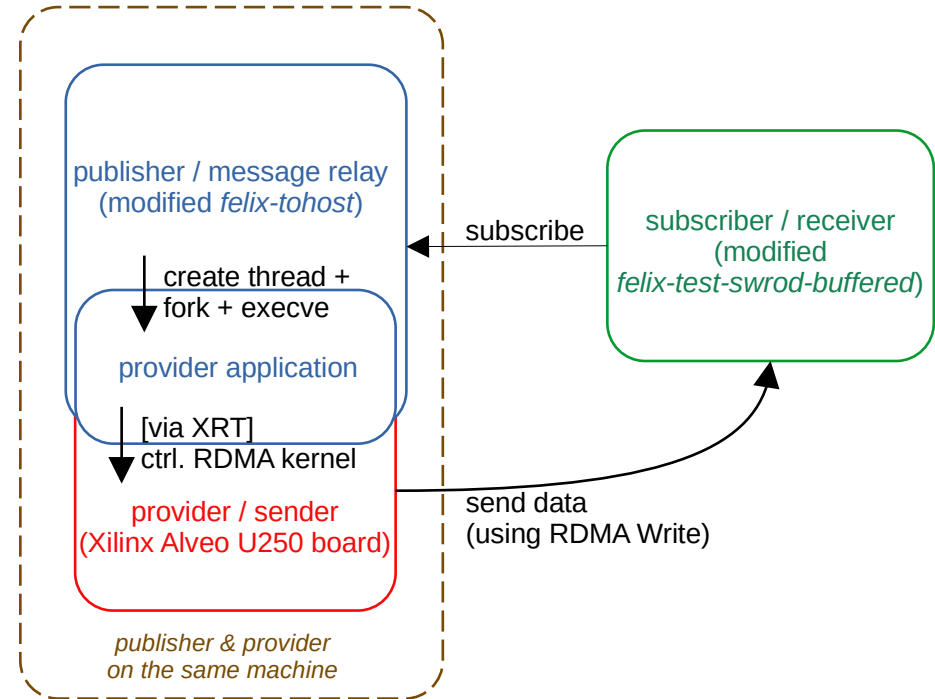 publisher / message relay
(modified felix-tohost)
create thread +
fork + execve
provider application
[via XRT]
ctrl. RDMA kernel
provider / sender
(Xilinx Alveo U250 board)
publisher & provider
on the same machine
subscribe
subscriber / receiver
(modified
felix-test-swrod-buffered)
send data
(using RDMA Write)